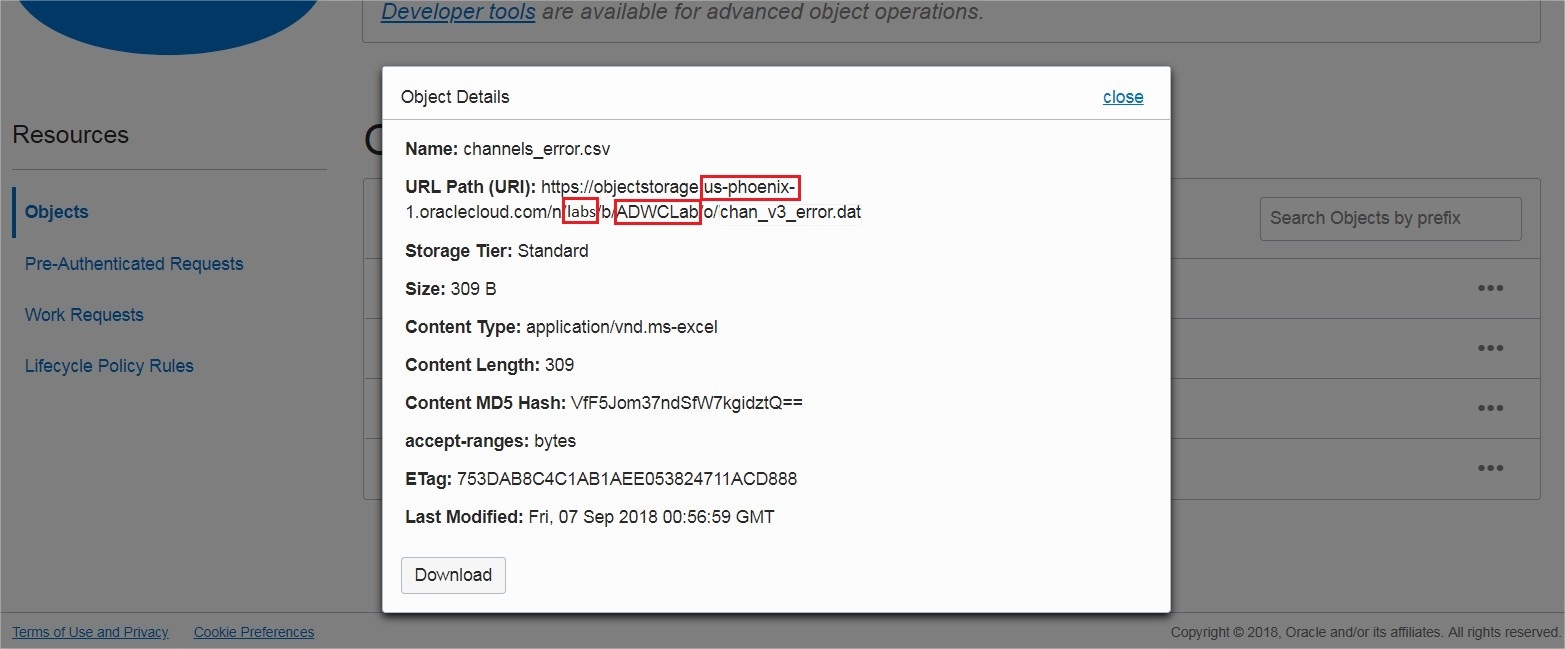 Developer tools are available for advanced object operations.
Object Details
close
Resources
Name: channels_error.csv
URL Path (URI): https://objectstorage.us-phoenix-
1.oraclecloud.com/n/labs/b/ADWCLab/o/chan_v3_error.dat
Objects
Search Objects by prefix
Storage Tier: Standard
Pre-Authenticated Requests
Size: 309 B
Work Requests
Content Type: application/vnd.ms-excel
Lifecycle Policy Rules
Content Length: 309
Content MD5 Hash: VfF5Jom37ndSfW7kgidztQ==
accept-ranges: bytes
ETag: 753DAB8C4C1AB1AEE053824711ACD888
Last Modified: Fri, 07 Sep 2018 00:56:59 GMT
Download
Terms of Use and Privacy
Cookie Preferences
Copyright © 2018, Oracle and/or its affiliates. All rights reserved.